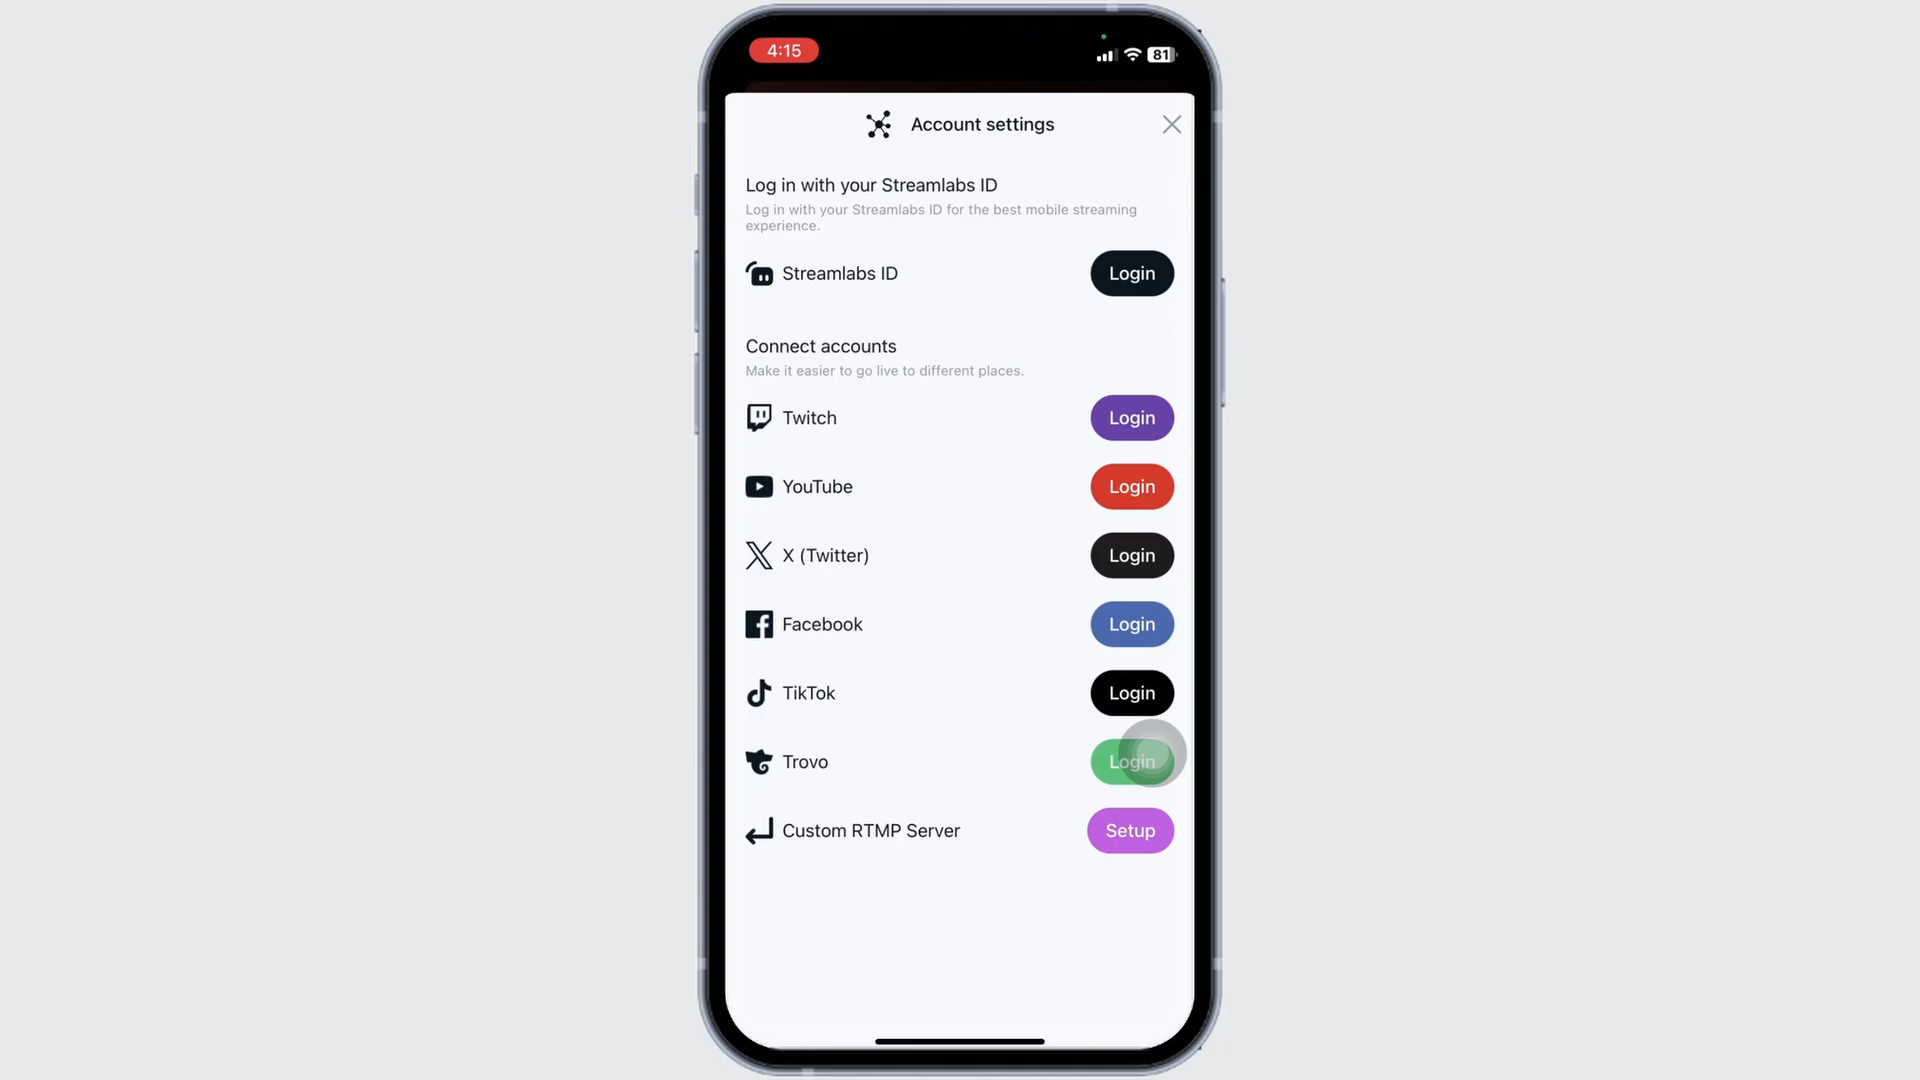 4:15
81
Account settings
Log in with your Streamlabs ID
Log in with your Streamlabs ID for the best mobile streaming
experience.
Streamlabs ID
Login
Connect accounts
Make it easier to go live to different places.
Twitch
Login
YouTube
Login
X (Twitter)
Login
Facebook
Login
TikTok
Login
Trovo
Login
Custom RTMP Server
Setup